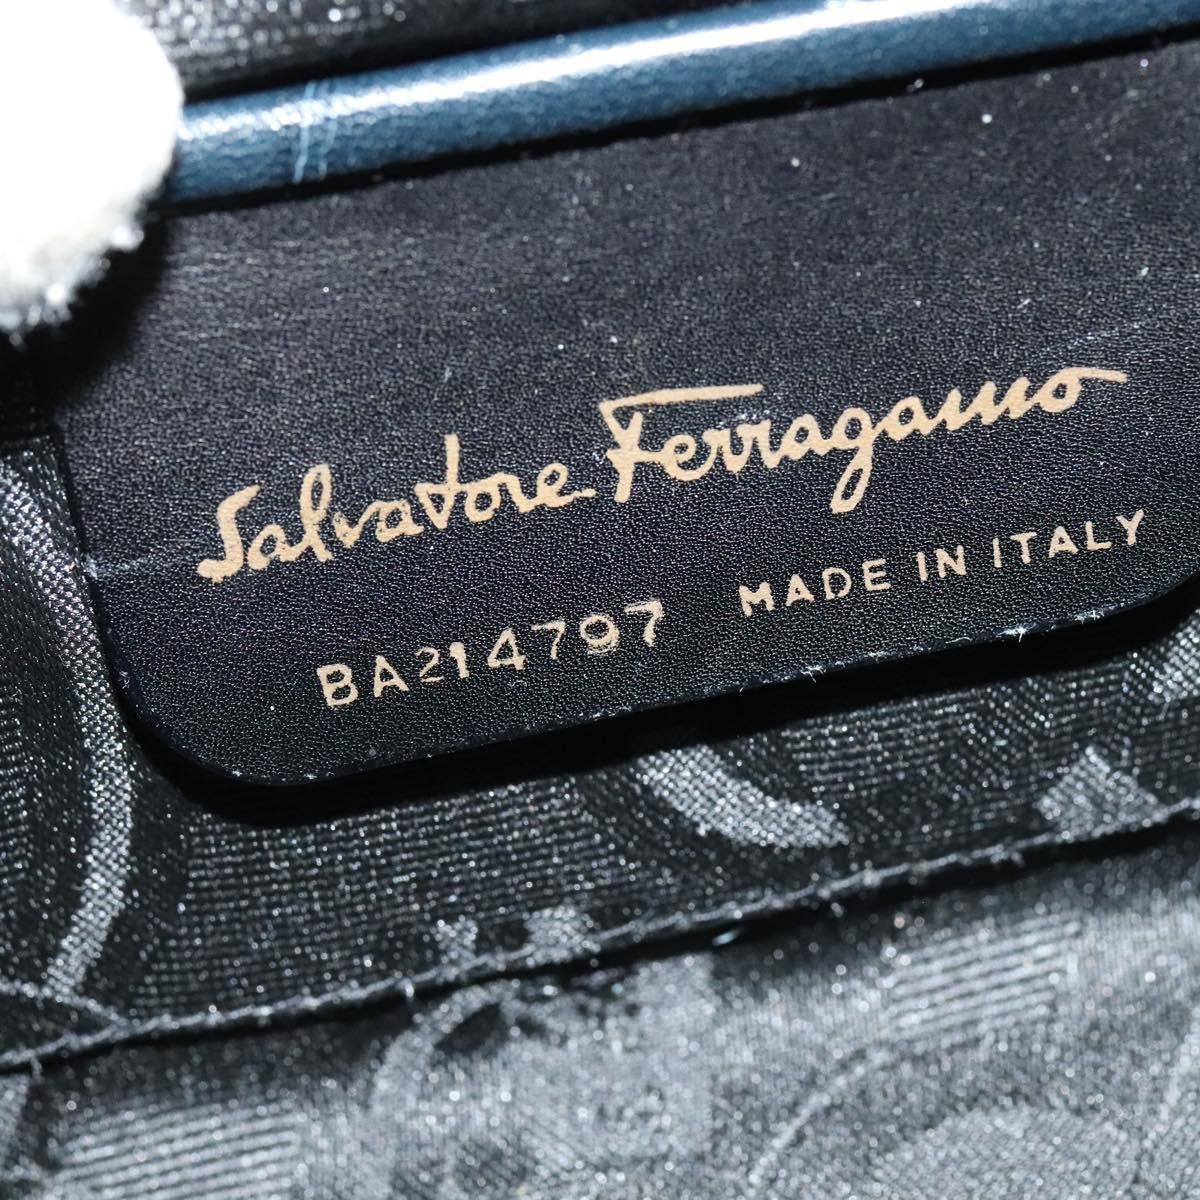 Salvatore Ferragamo
BA214797 MADE IN ITALY